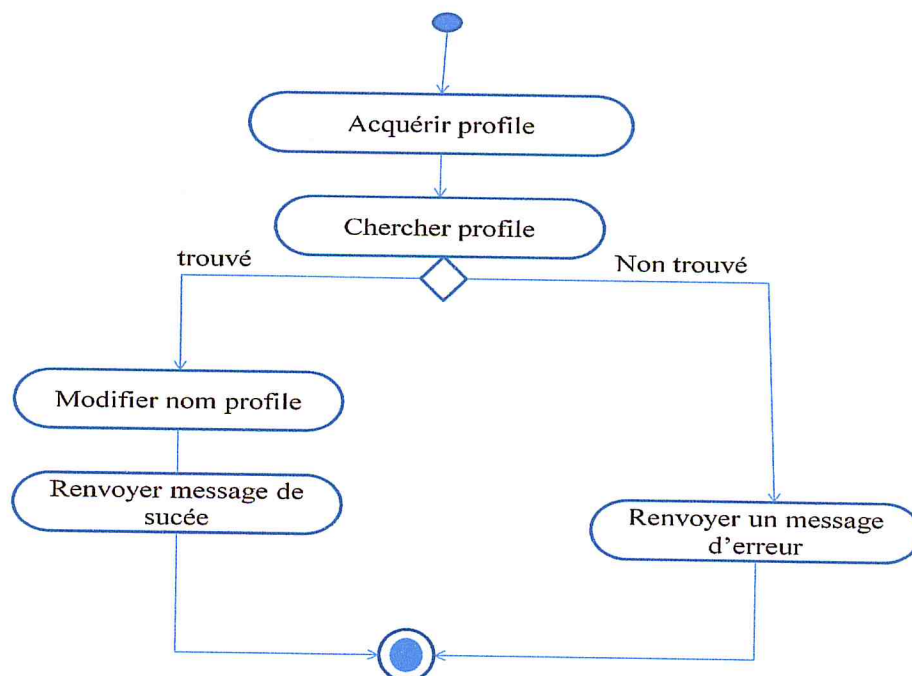 Acquérir profile
Chercher profile
trouvé
Non trouvé
Modifier nom profile
Renvoyer message de
sucée
Renvoyer un message
d'erreur